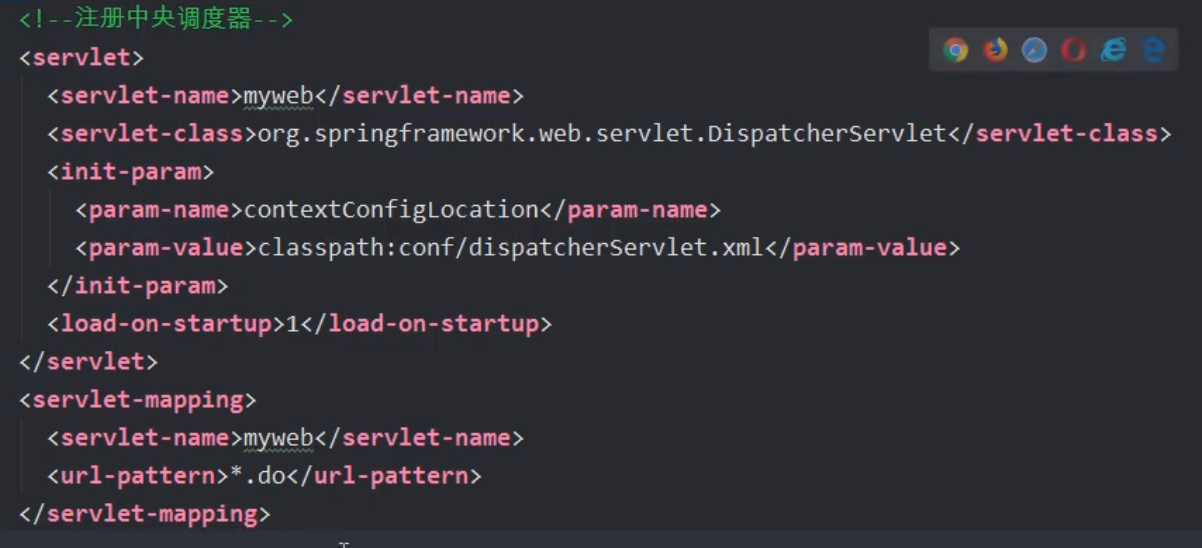 <!--注册中央调度器-->
<servlet>
<servlet-name>myweb</servlet-name>
<servlet-class>org.springframework.web.servlet.DispatcherServlet</servlet-class>
<init-param>
<param-name>contextConfigLocation</param-name>
<param-value>classpath:conf/dispatcherServlet.xml</param-value>
</init-param>
<load-on-startup>1</load-on-startup>
</servlet>
<servlet-mapping>
<servlet-name>myweb</servlet-name>
<url-pattern>*.do</url-pattern>
</servlet-mapping>